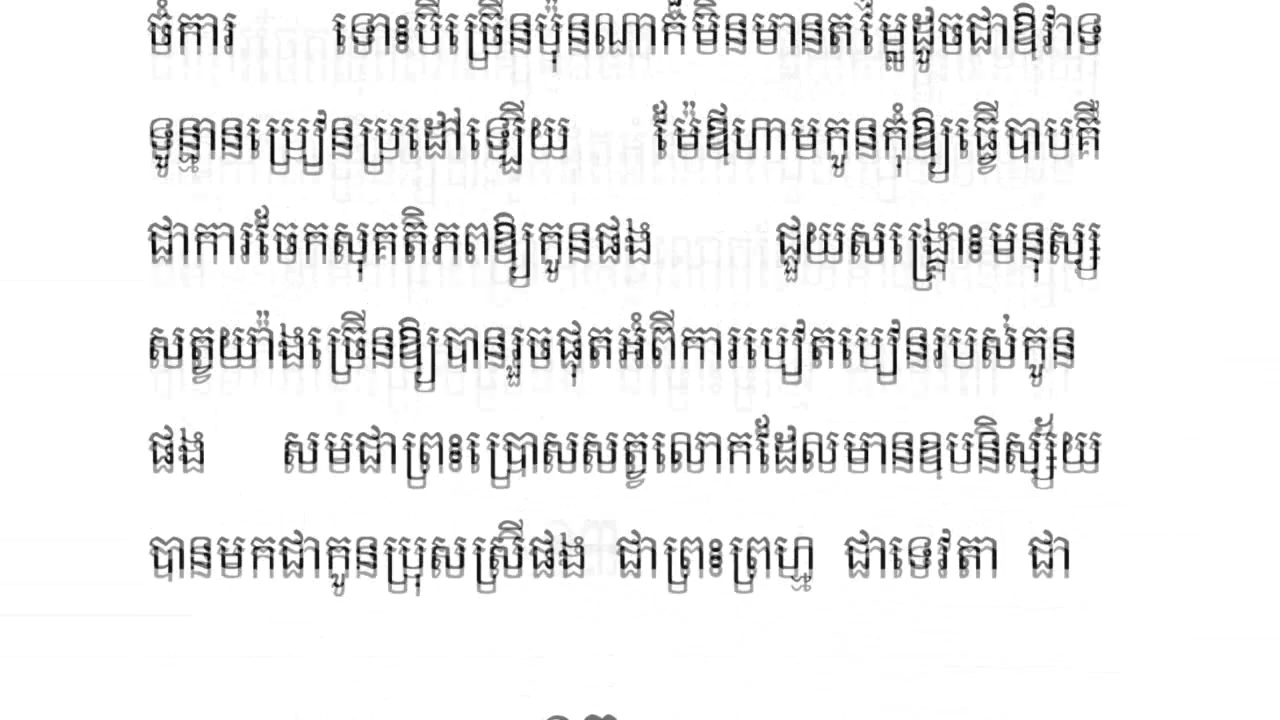 ចំការ ទោះបីច្រើនប៉ុនណាក៏មិនមានតម្លៃដូចជាឱវាទ
ទូន្មានប្រៀនប្រដៅឡើយ ម៉ែឪហាមកូនកុំឱ្យធ្វើបាបគឺ
ជាការចែកសុគតិភពឱ្យកូនផង ជួយសង្គ្រោះមនុស្ស
សត្វយ៉ាងច្រើនឱ្យបានរួចផុតអំពីការបៀតបៀនរបស់កូន
ផង សមជាព្រះប្រោសសត្វលោកដែលមានឧបនិស្ស័យ
បានមកជាកូនប្រុសស្រីផង ជាព្រះព្រហ្ម ជាទេវតា ជា